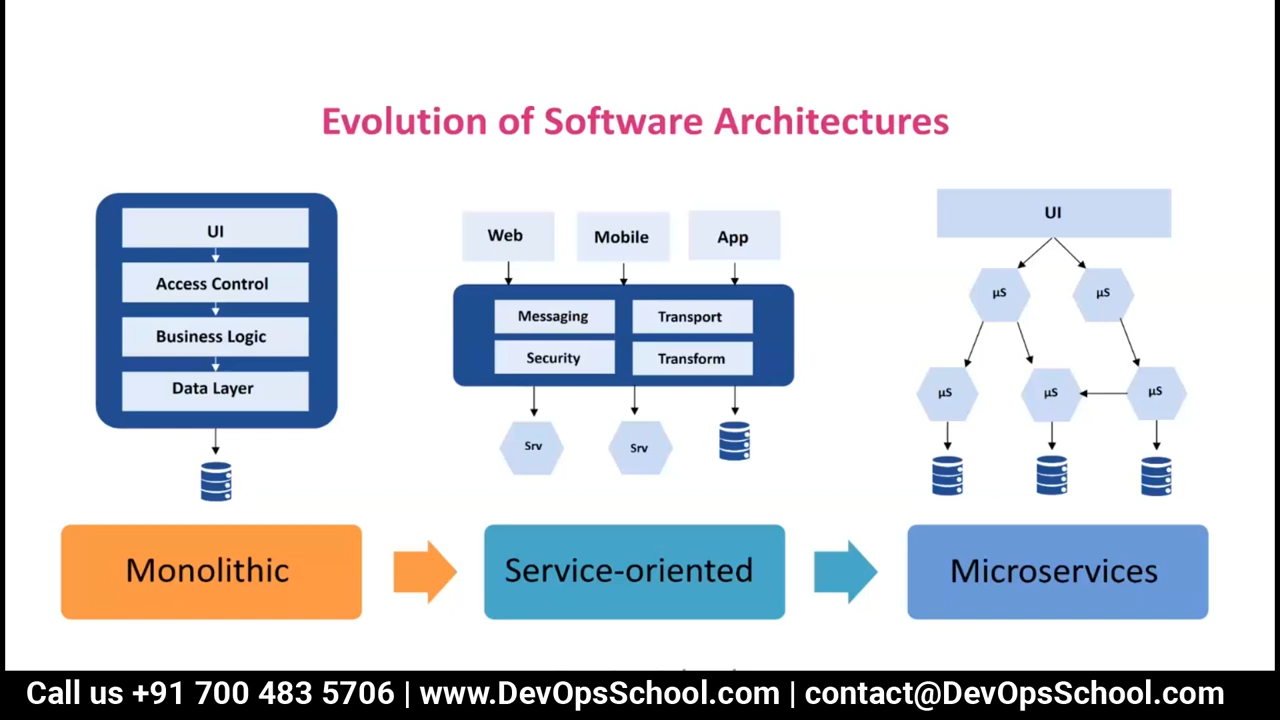 Evolution of Software Architectures
UI
Access Control
Business Logic
Data Layer
Monolithic
Web
Mobile
App
Messaging
Transport
Security
Transform
Srv
Srv
Service-oriented
UI
µS
µS
µS
µS
µS
Microservices
Call us +91 700 483 5706 | www.DevOpsSchool.com | contact@DevOpsSchool.com